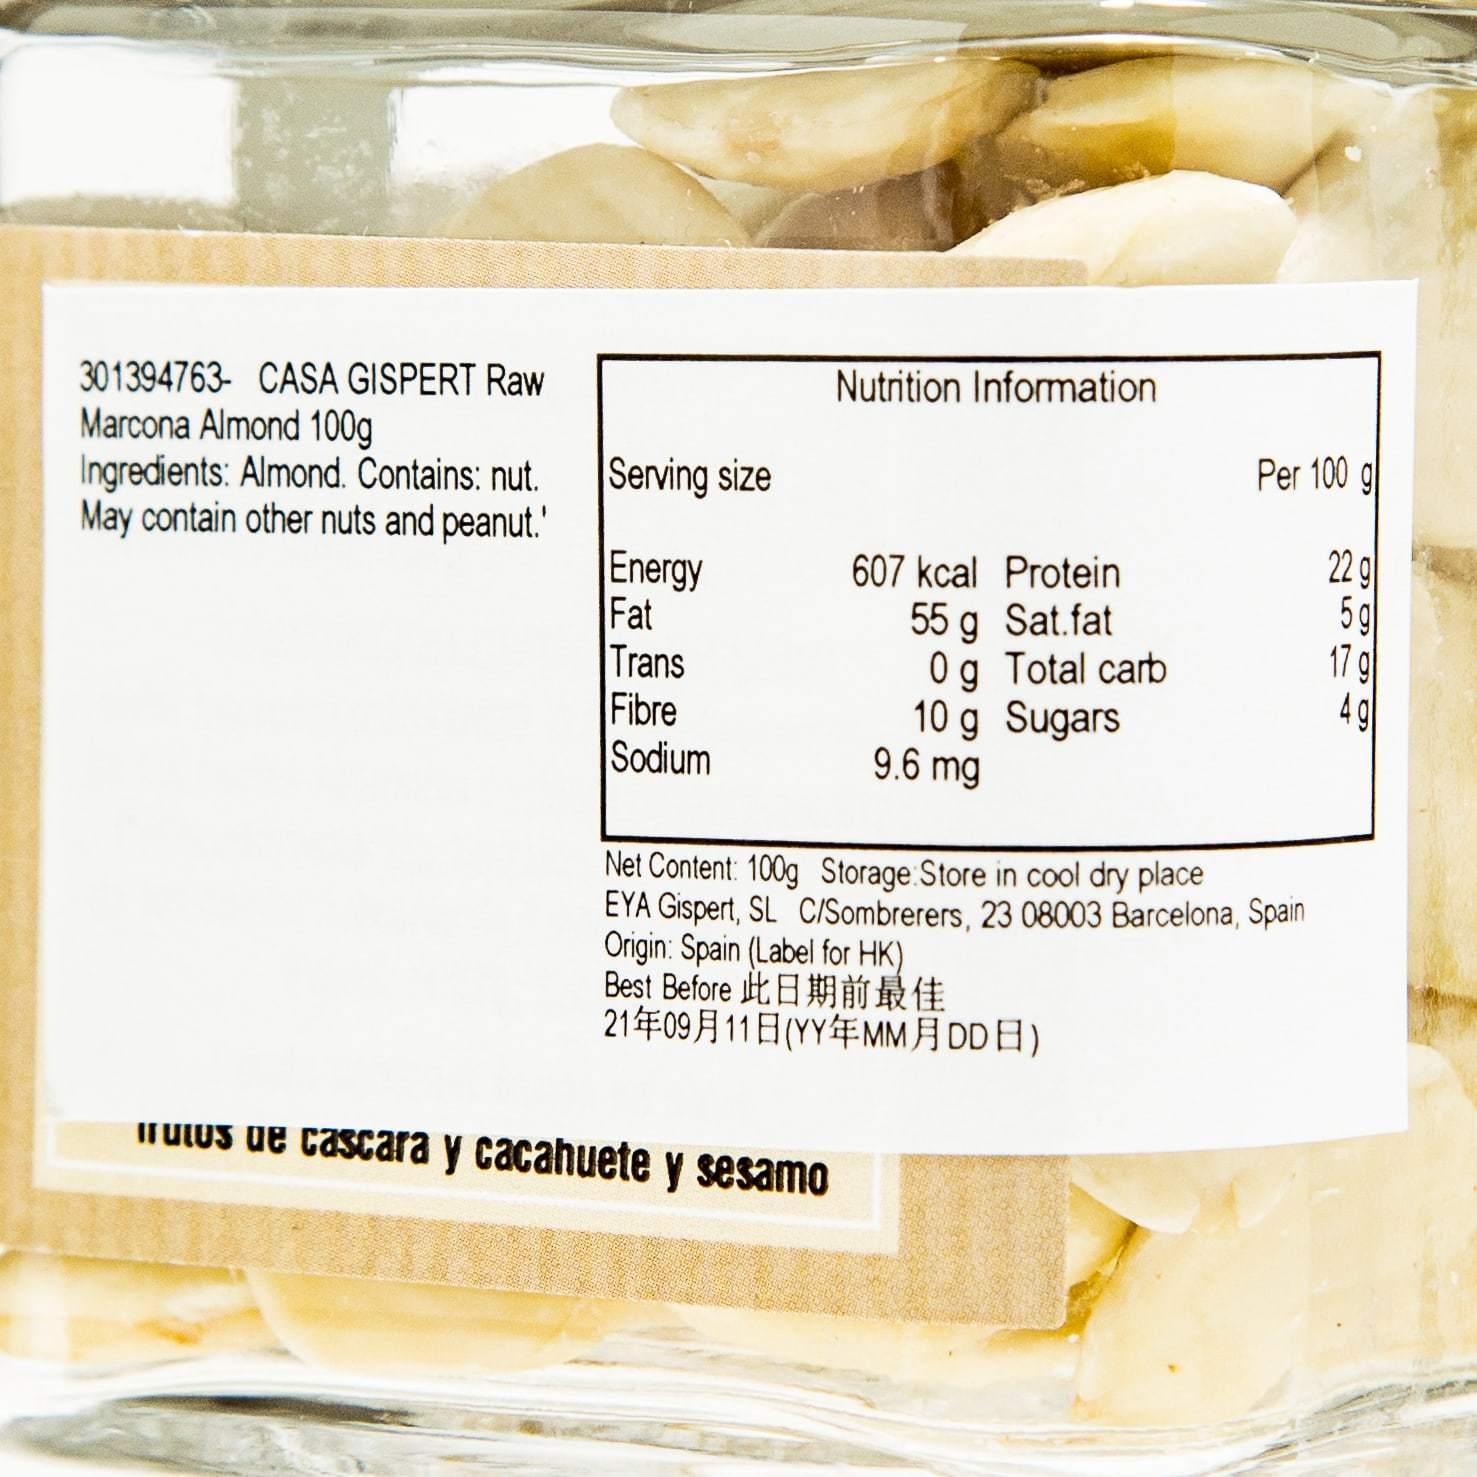 301394763- CASA GISPERT Raw
Marcona Almond 100g
Ingredients: Almond. Contains: nut.
May contain other nuts and peanut.'
Nutrition Information
Serving size Per 100 g
Energy 607 kcal Protein 22 g
Fat 55 g Sat.fat 5 g
Trans 0 g Total carb 17 g
Fibre 10 g Sugars 4 g
Sodium 9.6 mg
Net Content: 100g Storage:Store in cool dry place
EYA Gispert, SL C/Sombrerers, 23 08003 Barcelona, Spain
Origin: Spain (Label for HK)
Best Before 此日期前最佳
21年09月11日(YY年MM月DD日)
frutos de cáscara y cacahuete y sesamo